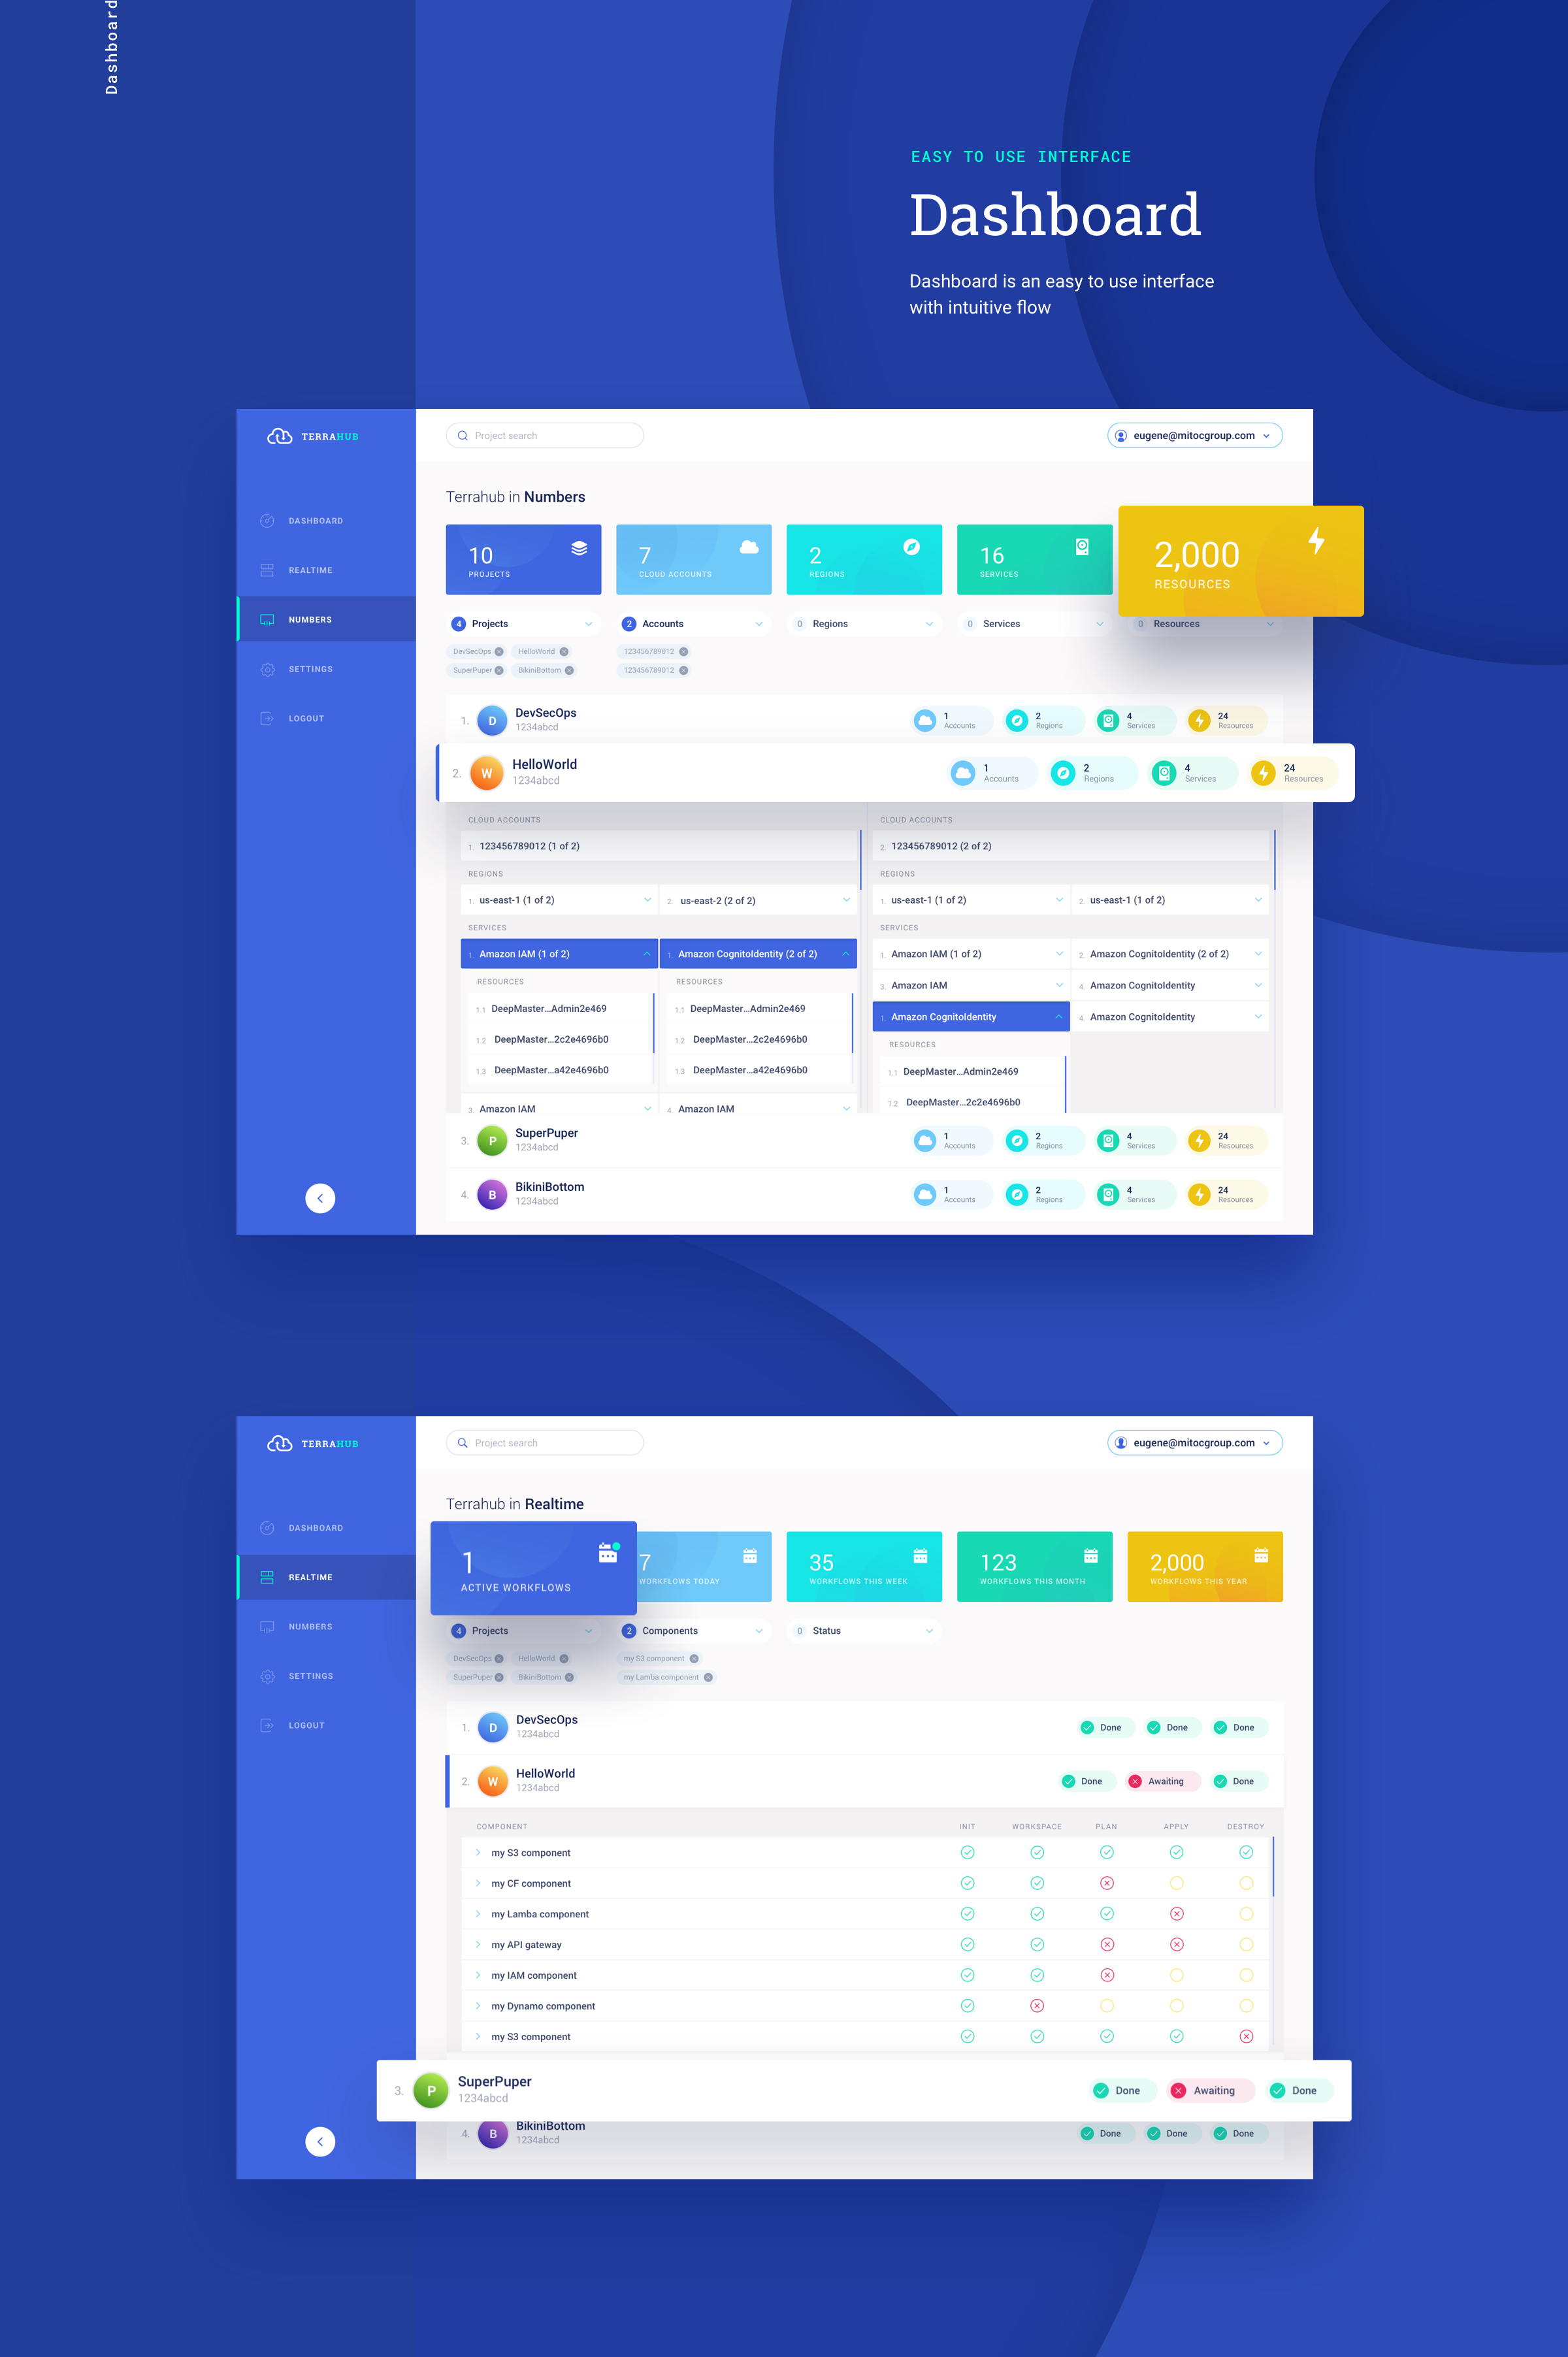 Dashboard
EASY TO USE INTERFACE
Dashboard
Dashboard is an easy to use interface
with intuitive flow
TERRAHUB
Project search
eugene@mitocgroup.com
DASHBOARD
REALTIME
NUMBERS
SETTINGS
LOGOUT
Terrahub in Numbers
10 PROJECTS
7 CLOUD ACCOUNTS
2 REGIONS
16 SERVICES
2,000 RESOURCES
4 Projects
2 Accounts
0 Regions
0 Services
0 Resources
DevSecOps HelloWorld 123456789012
SuperPuper BikiniBottom 123456789012
1. D DevSecOps 1234abcd 1 Accounts 2 Regions 4 Services 24 Resources
2. W HelloWorld 1234abcd 1 Accounts 2 Regions 4 Services 24 Resources
CLOUD ACCOUNTS
1. 123456789012 (1 of 2)
REGIONS
1. us-east-1 (1 of 2) 2. us-east-2 (2 of 2)
SERVICES
1. Amazon IAM (1 of 2) 1. Amazon CognitoIdentity (2 of 2)
RESOURCES RESOURCES
1.1 DeepMaster...Admin2e469 1.1 DeepMaster...Admin2e469
1.2 DeepMaster...2c2e4696b0 1.2 DeepMaster...2c2e4696b0
1.3 DeepMaster...a42e4696b0 1.3 DeepMaster...a42e4696b0
3. Amazon IAM 4. Amazon IAM
CLOUD ACCOUNTS
2. 123456789012 (2 of 2)
REGIONS
1. us-east-1 (1 of 2) 2. us-east-1 (1 of 2)
SERVICES
1. Amazon IAM (1 of 2) 2. Amazon CognitoIdentity (2 of 2)
3. Amazon IAM 4. Amazon CognitoIdentity
1. Amazon CognitoIdentity 4. Amazon CognitoIdentity
RESOURCES
1.1 DeepMaster...Admin2e469
1.2 DeepMaster...2c2e4696b0
3. P SuperPuper 1234abcd 1 Accounts 2 Regions 4 Services 24 Resources
4. B BikiniBottom 1234abcd 1 Accounts 2 Regions 4 Services 24 Resources
TERRAHUB
Project search
eugene@mitocgroup.com
DASHBOARD
REALTIME
NUMBERS
SETTINGS
LOGOUT
Terrahub in Realtime
1 ACTIVE WORKFLOWS
7 WORKFLOWS TODAY
35 WORKFLOWS THIS WEEK
123 WORKFLOWS THIS MONTH
2,000 WORKFLOWS THIS YEAR
4 Projects
2 Components
0 Status
DevSecOps HelloWorld my S3 component
SuperPuper BikiniBottom my Lamba component
1. D DevSecOps 1234abcd Done Done Done
2. W HelloWorld 1234abcd Done Awaiting Done
COMPONENT INIT WORKSPACE PLAN APPLY DESTROY
my S3 component
my CF component
my Lamba component
my API gateway
my IAM component
my Dynamo component
my S3 component
3. P SuperPuper 1234abcd Done Awaiting Done
4. B BikiniBottom 1234abcd Done Done Done